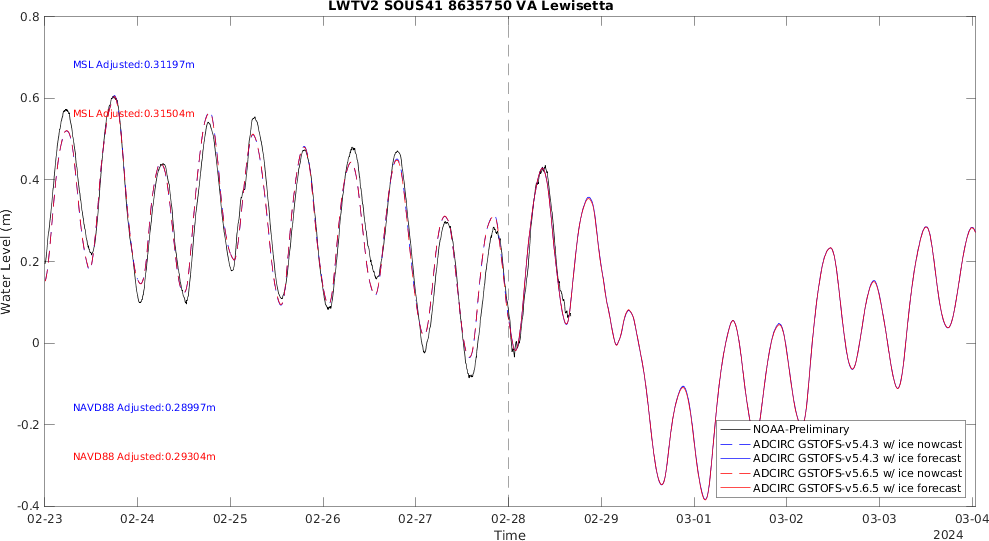 LWTV2 SOUS41 8635750 VA Lewisetta
0.8
0.6
0.4
0.2
0
-0.2
-0.4
Water Level (m)
MSL Adjusted:0.31197m
MSL Adjusted:0.31504m
NAVD88 Adjusted:0.28997m
NAVD88 Adjusted:0.29304m
NOAA-Preliminary
ADCIRC GSTOFS-v5.4.3 w/ ice nowcast
ADCIRC GSTOFS-v5.4.3 w/ ice forecast
ADCIRC GSTOFS-v5.6.5 w/ ice nowcast
ADCIRC GSTOFS-v5.6.5 w/ ice forecast
02-23 02-24 02-25 02-26 02-27 02-28 02-29 03-01 03-02 03-03 03-04
Time
2024